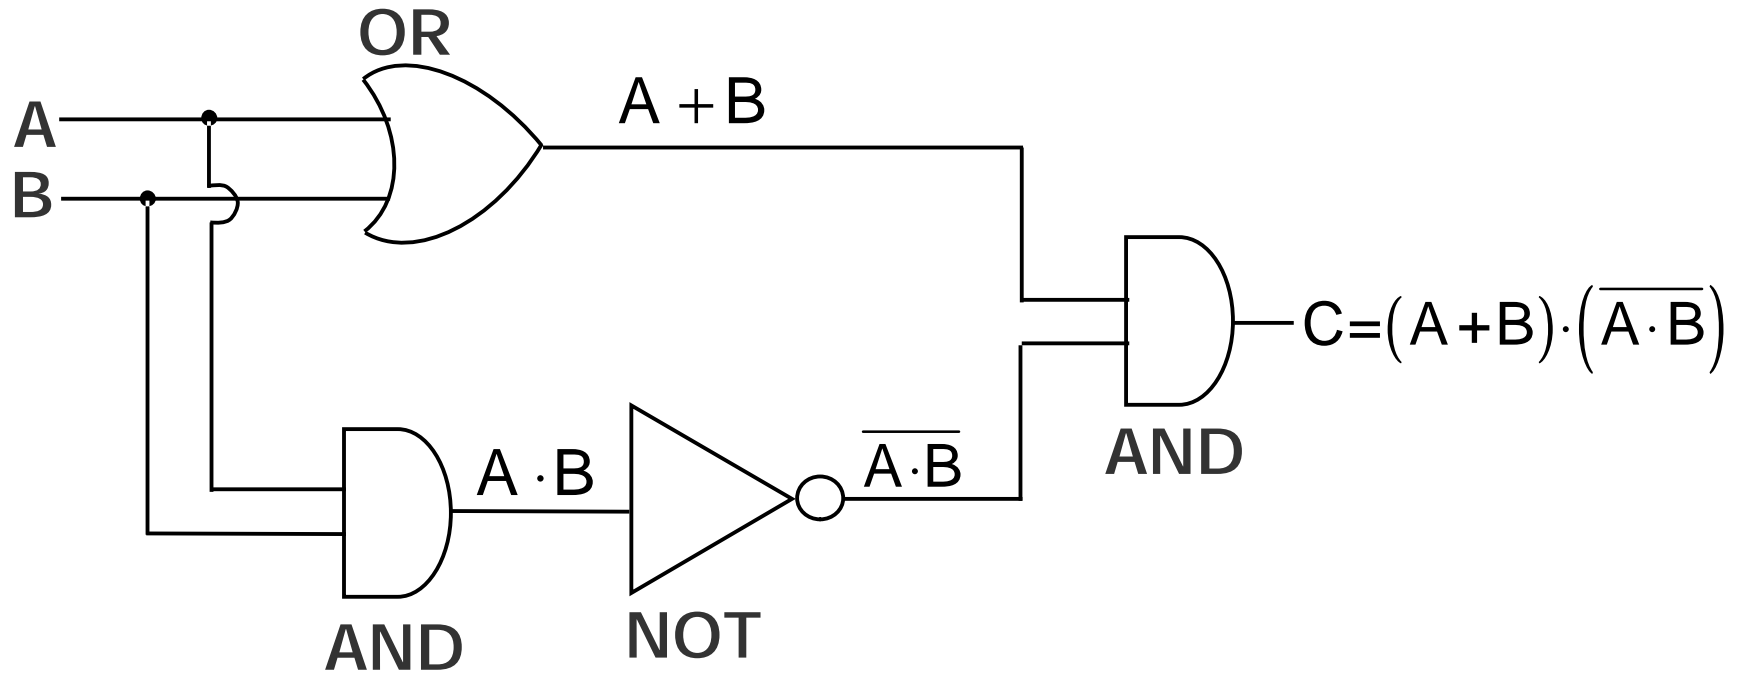 OR
A + B
A
B
C=(A +B)·(A̅ ̅·̅ ̅B̅)
A · B
A̅ ̅·̅ ̅B̅
AND
AND
NOT